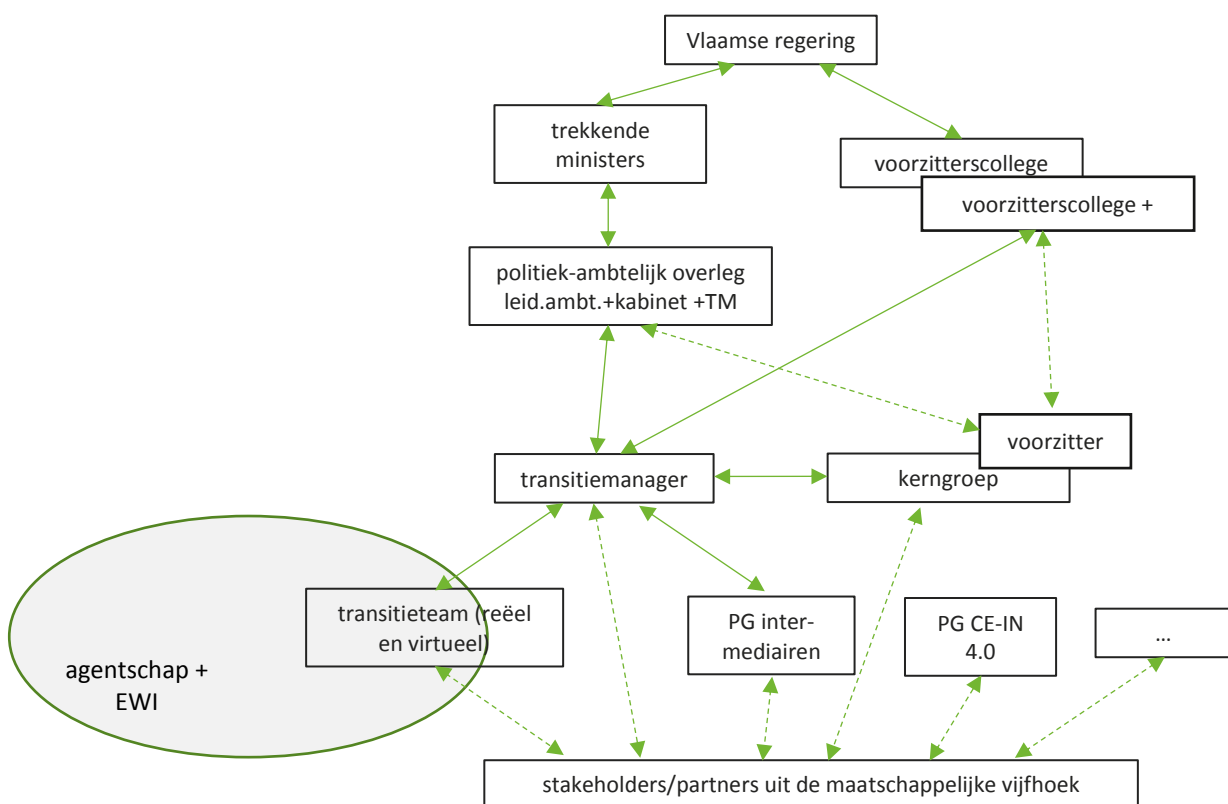 Vlaamse regering
trekkende
ministers
voorzitterscollege
voorzitterscollege +
politiek-ambtelijk overleg
leid.ambt.+kabinet +TM
voorzitter
transitiemanager
kerngroep
transitieteam (reëel
en virtueel)
PG inter-
mediairen
PG CE-IN
4.0
...
agentschap +
EWI
stakeholders/partners uit de maatschappelijke vijfhoek